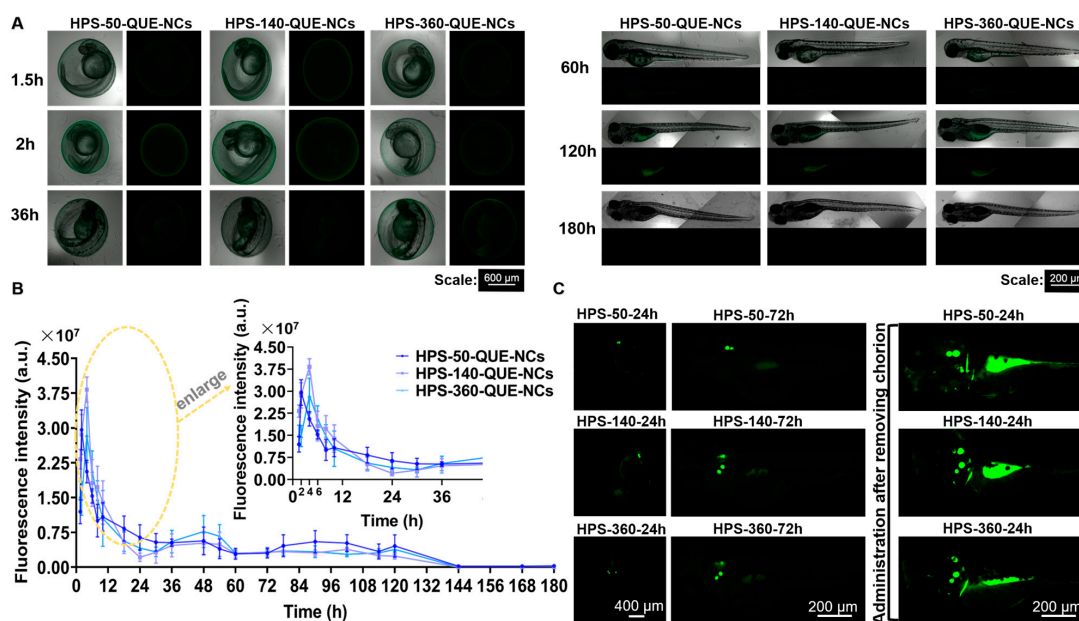 A
HPS-50-QUE-NCs HPS-140-QUE-NCs HPS-360-QUE-NCs
1.5h
2h
36h
Scale: 600 μm
HPS-50-QUE-NCs HPS-140-QUE-NCs HPS-360-QUE-NCs
60h
120h
180h
Scale: 200 μm
B
×10⁷
Fluorescence intensity (a.u.)
4.50
3.75
3.00
2.25
1.50
0.75
0
0 12 24 36 48 60 72 84 96 108 120 132 144 156 168 180
Time (h)
enlarge
×10⁷
Fluorescence intensity (a.u.)
4.50
3.75
3.00
2.25
1.50
0.75
0
0 2 4 6 12 24 36
Time (h)
HPS-50-QUE-NCs
HPS-140-QUE-NCs
HPS-360-QUE-NCs
C
HPS-50-24h HPS-50-72h
HPS-140-24h HPS-140-72h
HPS-360-24h HPS-360-72h
400 μm 200 μm
Administration after removing chorion
HPS-50-24h
HPS-140-24h
HPS-360-24h
200 μm